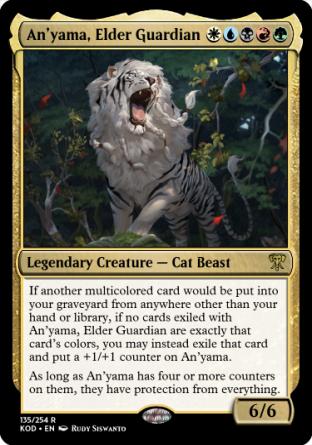 An'yama, Elder Guardian
Legendary Creature — Cat Beast
If another multicolored card would be put into
your graveyard from anywhere other than your
hand or library, if no cards exiled with
An'yama, Elder Guardian are exactly that
card's colors, you may instead exile that card
and put a +1/+1 counter on An'yama.
As long as An'yama has four or more counters
on them, they have protection from everything.
6/6
135/254 R
KOD • EN Rudy Siswanto